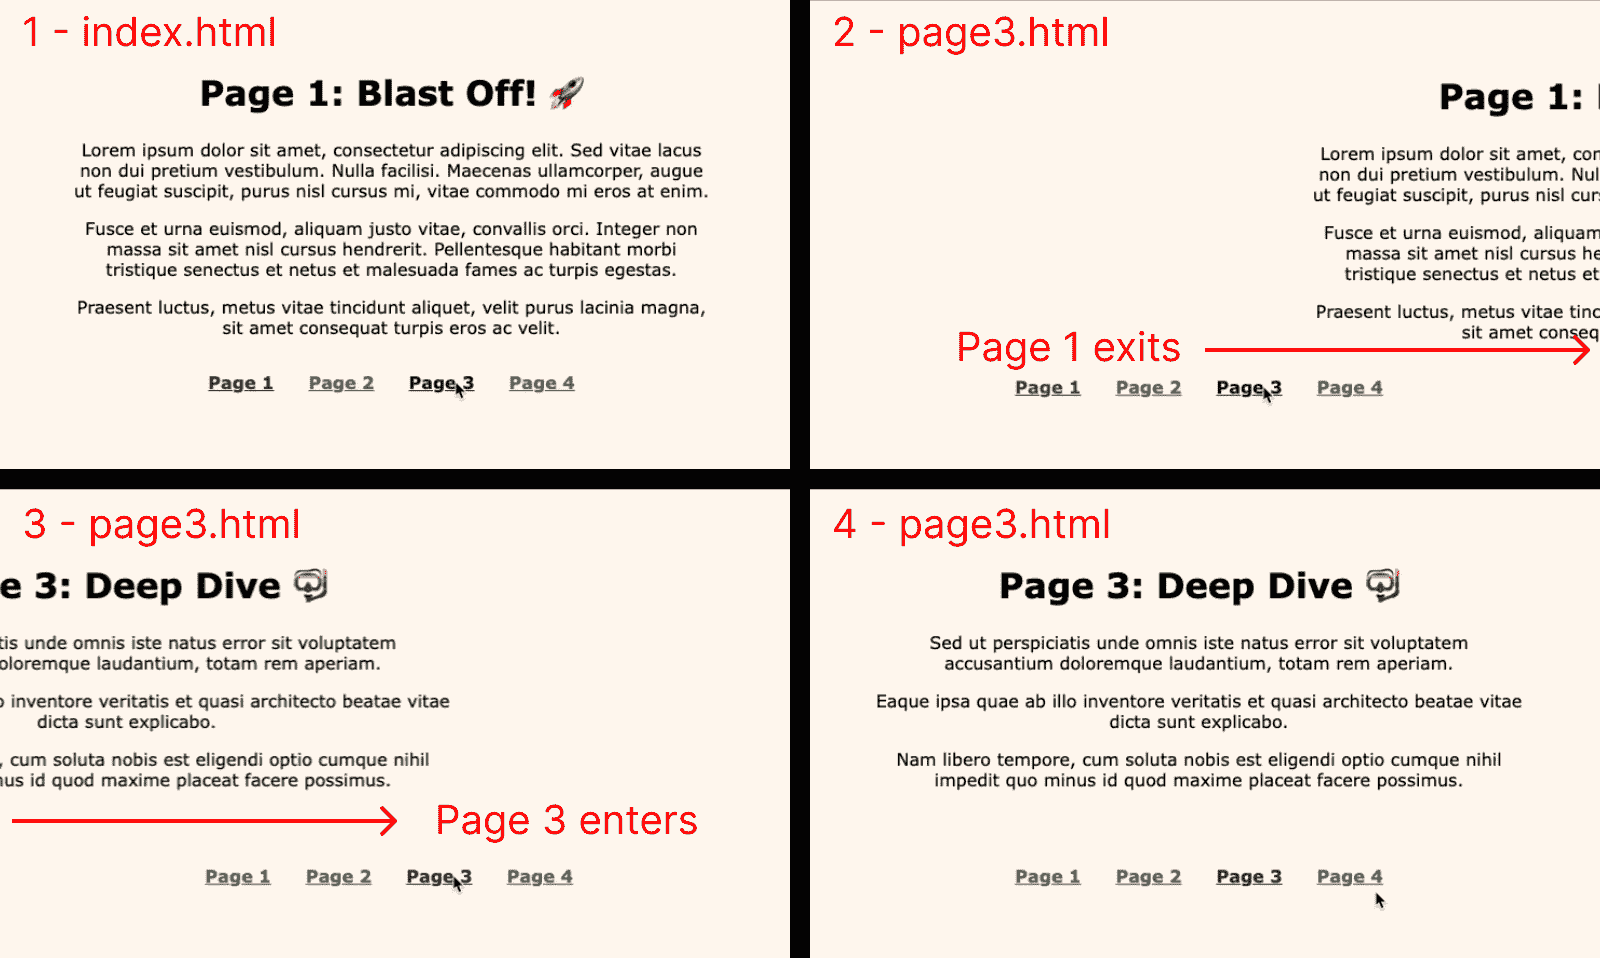 1 - index.html
Page 1: Blast Off! 🚀
Lorem ipsum dolor sit amet, consectetur adipiscing elit. Sed vitae lacus
non dui pretium vestibulum. Nulla facilisi. Maecenas ullamcorper, augue
ut feugiat suscipit, purus nisl cursus mi, vitae commodo mi eros at enim.
Fusce et urna euismod, aliquam justo vitae, convallis orci. Integer non
massa sit amet nisl cursus hendrerit. Pellentesque habitant morbi
tristique senectus et netus et malesuada fames ac turpis egestas.
Praesent luctus, metus vitae tincidunt aliquet, velit purus lacinia magna,
sit amet consequat turpis eros ac velit.
Page 1 Page 2 Page 3 Page 4
2 - page3.html
Page 1:
Lorem ipsum dolor sit amet, con
non dui pretium vestibulum. Nul
ut feugiat suscipit, purus nisl curs
Fusce et urna euismod, aliquam
massa sit amet nisl cursus he
tristique senectus et netus et
Praesent luctus, metus vitae tinc
sit amet conseq
Page 1 exits
Page 1 Page 2 Page 3 Page 4
3 - page3.html
e 3: Deep Dive 🤿
tis unde omnis iste natus error sit voluptatem
oloremque laudantium, totam rem aperiam.
o inventore veritatis et quasi architecto beatae vitae
dicta sunt explicabo.
, cum soluta nobis est eligendi optio cumque nihil
nus id quod maxime placeat facere possimus.
Page 3 enters
Page 1 Page 2 Page 3 Page 4
4 - page3.html
Page 3: Deep Dive 🤿
Sed ut perspiciatis unde omnis iste natus error sit voluptatem
accusantium doloremque laudantium, totam rem aperiam.
Eaque ipsa quae ab illo inventore veritatis et quasi architecto beatae vitae
dicta sunt explicabo.
Nam libero tempore, cum soluta nobis est eligendi optio cumque nihil
impedit quo minus id quod maxime placeat facere possimus.
Page 1 Page 2 Page 3 Page 4